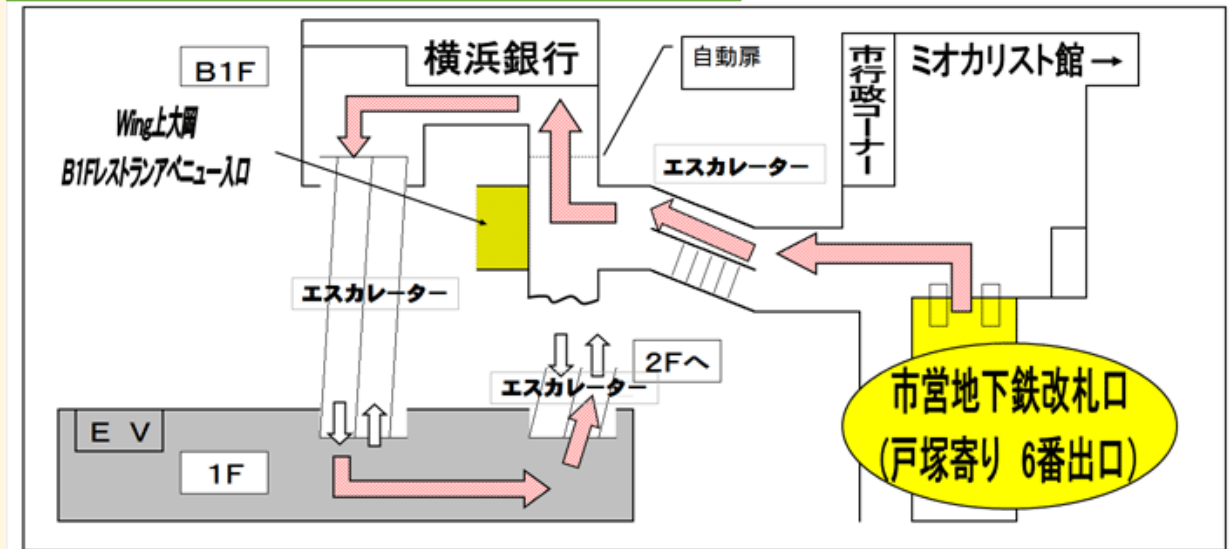 B1F
横浜銀行
自動扉
市行政コーナー
ミオカリスト館→
Wing上大岡
B1Fレストランアベニュー入口
エスカレーター
エスカレーター
2Fへ
エスカレーター
EV
1F
市営地下鉄改札口
(戸塚寄り 6番出口)